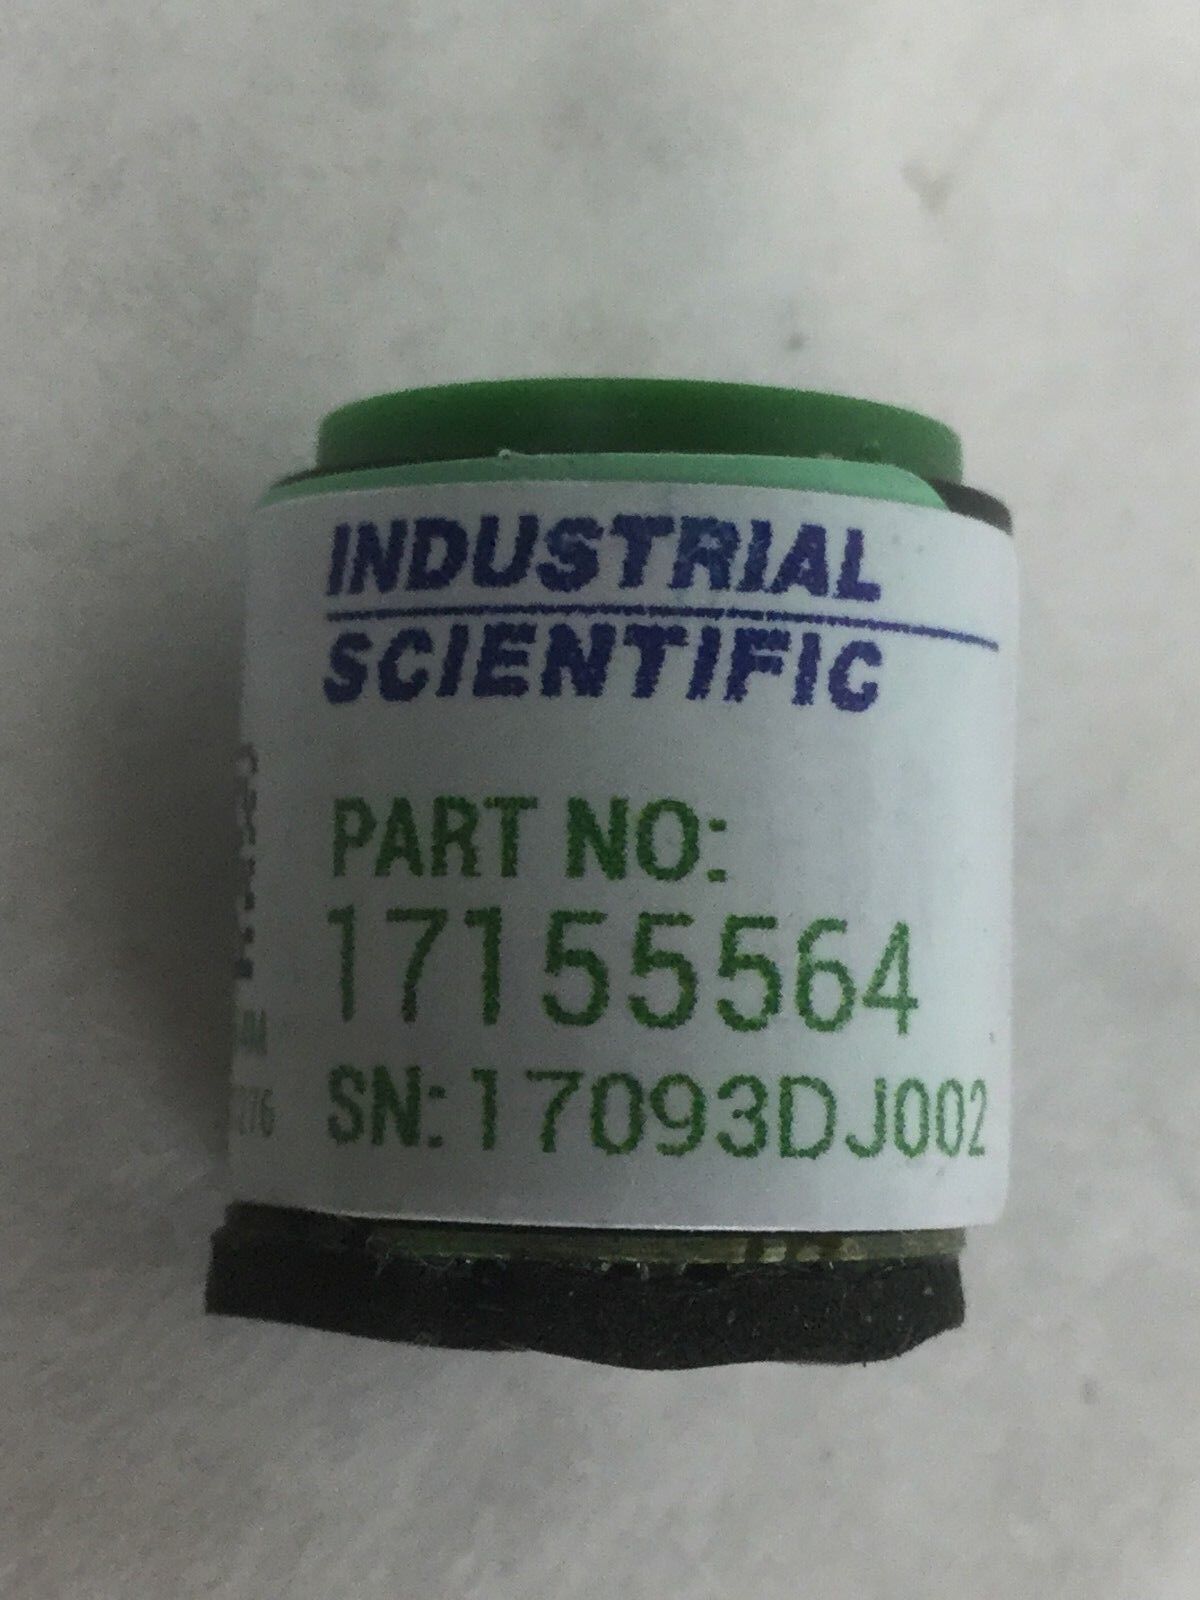 INDUSTRIAL
SCIENTIFIC
PART NO:
17155564
SN:17093DJ002